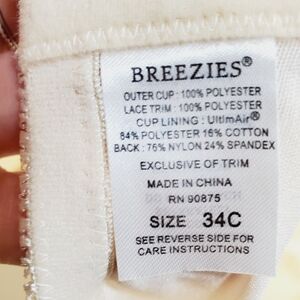 BREEZIES®
OUTER CUP : 100% POLYESTER
LACE TRIM : 100% POLYESTER
CUP LINING : UltimAir®
84% POLYESTER 16% COTTON
BACK : 76% NYLON 24% SPANDEX
EXCLUSIVE OF TRIM
MADE IN CHINA
RN 90875
SIZE 34C
SEE REVERSE SIDE FOR
CARE INSTRUCTIONS